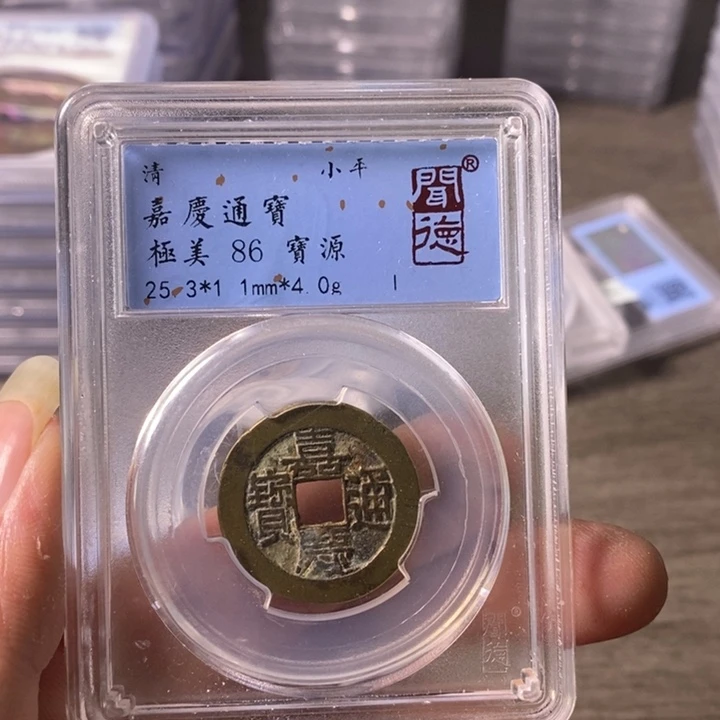 清 小平
嘉慶通寶
極美 86 寶源
25.3*1.1mm*4.0g
聞德®
嘉慶通寶